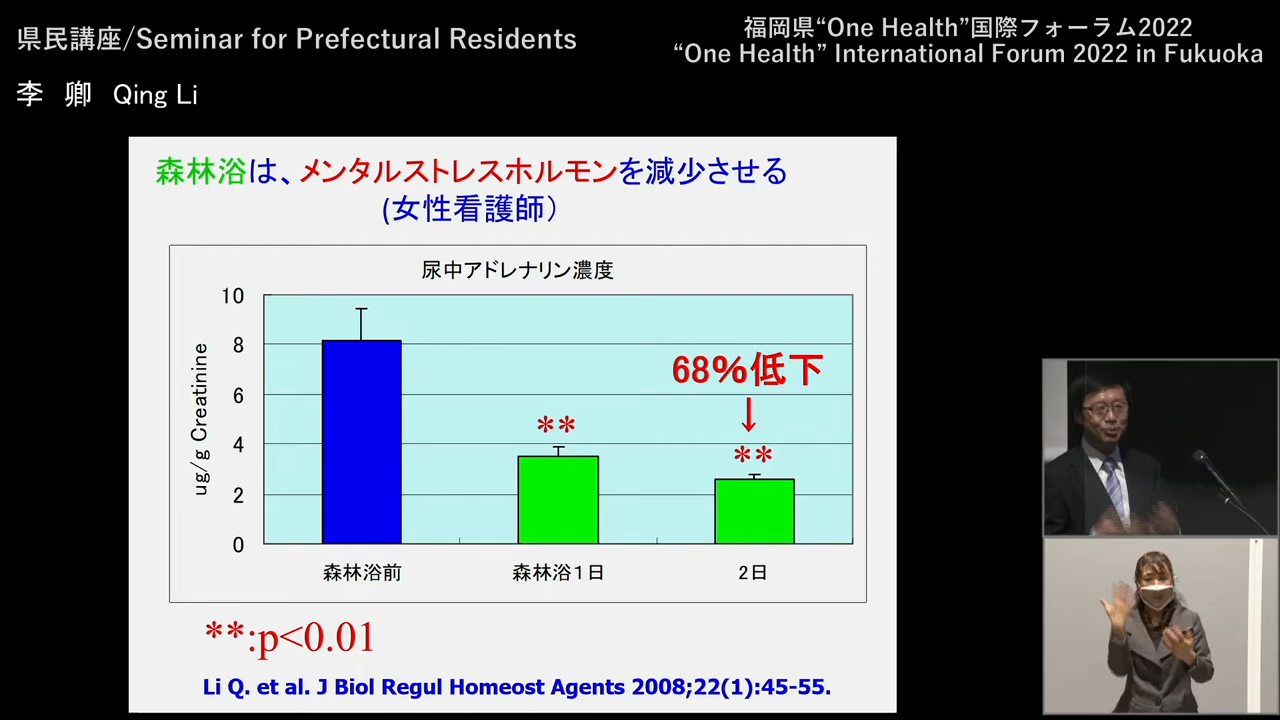 県民講座/Seminar for Prefectural Residents
福岡県“One Health”国際フォーラム2022
“One Health” International Forum 2022 in Fukuoka
李　卿　Qing Li
森林浴は、メンタルストレスホルモンを減少させる
(女性看護師）
尿中アドレナリン濃度
ug/g Creatinine
10
8
6
4
2
0
68%低下
↓
**
**
森林浴前
森林浴１日
2日
**:p<0.01
Li Q. et al. J Biol Regul Homeost Agents 2008;22(1):45-55.